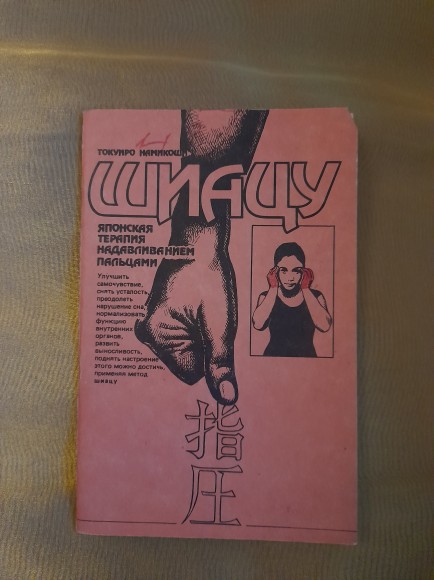 ТОКУИРО НАМИКОШИ
ШИАЦУ
ЯПОНСКАЯ
ТЕРАПИЯ
НАДАВЛИВАНИЕМ
ПАЛЬЦАМИ
Улучшить
самочувствие,
снять усталость,
преодолеть
нарушение сна,
нормализовать
функцию
внутренних
органов,
развить
выносливость,
поднять настроение
этого можно достичь,
применяя метод
шиацу
指
圧